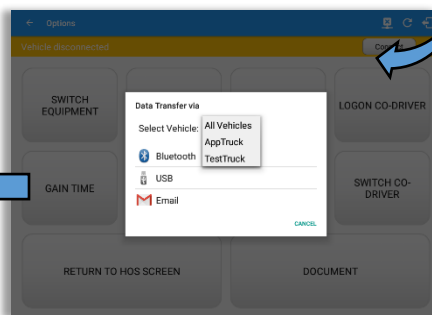 ← Options
Vehicle disconnected
SWITCH EQUIPMENT
LOGON CO-DRIVER
Data Transfer via
Select Vehicle:
All Vehicles
AppTruck
TestTruck
Bluetooth
USB
Email
CANCEL
GAIN TIME
SWITCH CO-
DRIVER
RETURN TO HOS SCREEN
DOCUMENT